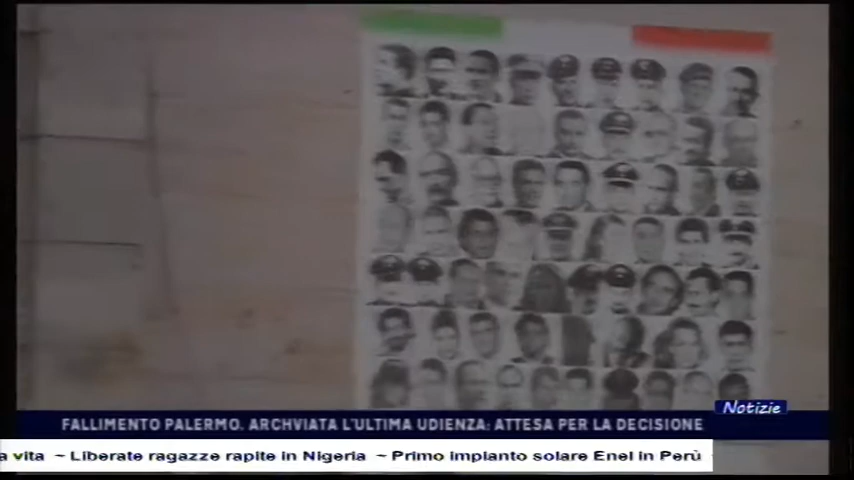 Notizie
FALLIMENTO PALERMO. ARCHVIATA L'ULTIMA UDIENZA: ATTESA PER LA DECISIONE
a vita ~ Liberate ragazze rapite in Nigeria ~ Primo impianto solare Enel in Perù